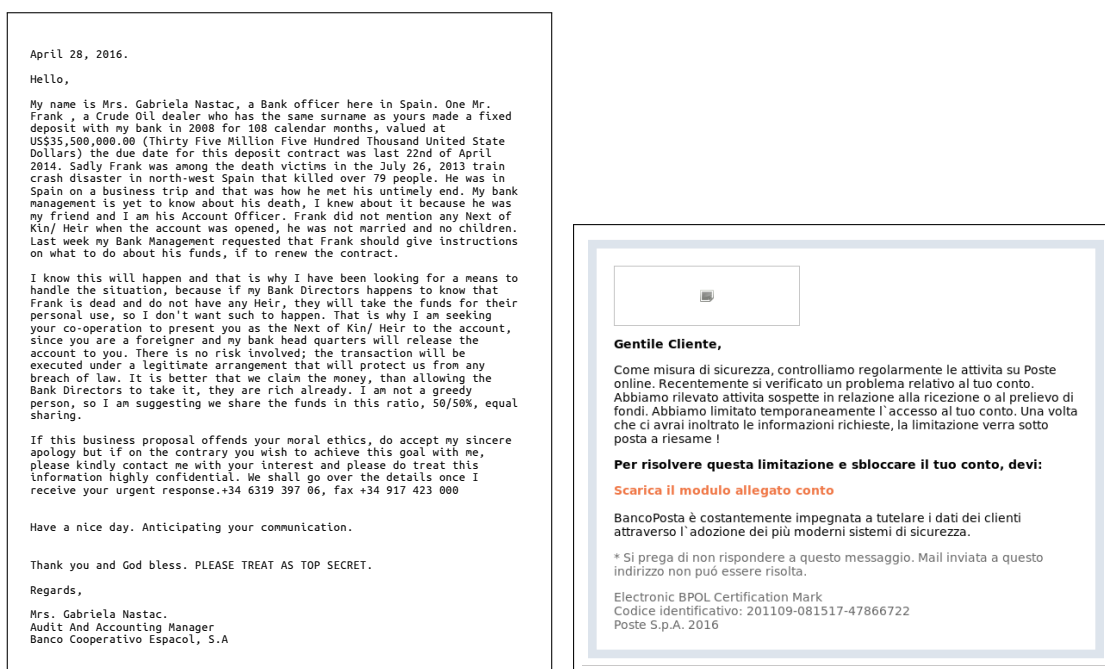 April 28, 2016.
Hello,
My name is Mrs. Gabriela Nastac, a Bank officer here in Spain. One Mr.
Frank , a Crude Oil dealer who has the same surname as yours made a fixed
deposit with my bank in 2008 for 108 calendar months, valued at
US$35,500,000.00 (Thirty Five Million Five Hundred Thousand United State
Dollars) the due date for this deposit contract was last 22nd of April
2014. Sadly Frank was among the death victims in the July 26, 2013 train
crash disaster in north-west Spain that killed over 79 people. He was in
Spain on a business trip and that was how he met his untimely end. My bank
management is yet to know about his death, I knew about it because he was
my friend and I am his Account Officer. Frank did not mention any Next of
Kin/ Heir when the account was opened, he was not married and no children.
Last week my Bank Management requested that Frank should give instructions
on what to do about his funds, if to renew the contract.
I know this will happen and that is why I have been looking for a means to
handle the situation, because if my Bank Directors happens to know that
Frank is dead and do not have any Heir, they will take the funds for their
personal use, so I don't want such to happen. That is why I am seeking
your co-operation to present you as the Next of Kin/ Heir to the account,
since you are a foreigner and my bank head quarters will release the
account to you. There is no risk involved; the transaction will be
executed under a legitimate arrangement that will protect us from any
breach of law. It is better that we claim the money, than allowing the
Bank Directors to take it, they are rich already. I am not a greedy
person, so I am suggesting we share the funds in this ratio, 50/50%, equal
sharing.
If this business proposal offends your moral ethics, do accept my sincere
apology but if on the contrary you wish to achieve this goal with me,
please kindly contact me with your interest and please do treat this
information highly confidential. We shall go over the details once I
receive your urgent response.+34 6319 397 06, fax +34 917 423 000
Have a nice day. Anticipating your communication.
Thank you and God bless. PLEASE TREAT AS TOP SECRET.
Regards,
Mrs. Gabriela Nastac.
Audit And Accounting Manager
Banco Cooperativo Espacol, S.A
Gentile Cliente,
Come misura di sicurezza, controlliamo regolarmente le attivita su Poste
online. Recentemente si verificato un problema relativo al tuo conto.
Abbiamo rilevato attivita sospette in relazione alla ricezione o al prelievo di
fondi. Abbiamo limitato temporaneamente l`accesso al tuo conto. Una volta
che ci avrai inoltrato le informazioni richieste, la limitazione verra sotto
posta a riesame !
Per risolvere questa limitazione e sbloccare il tuo conto, devi:
Scarica il modulo allegato conto
BancoPosta è costantemente impegnata a tutelare i dati dei clienti
attraverso l`adozione dei più moderni sistemi di sicurezza.
* Si prega di non rispondere a questo messaggio. Mail inviata a questo
indirizzo non puó essere risolta.
Electronic BPOL Certification Mark
Codice identificativo: 201109-081517-47866722
Poste S.p.A. 2016